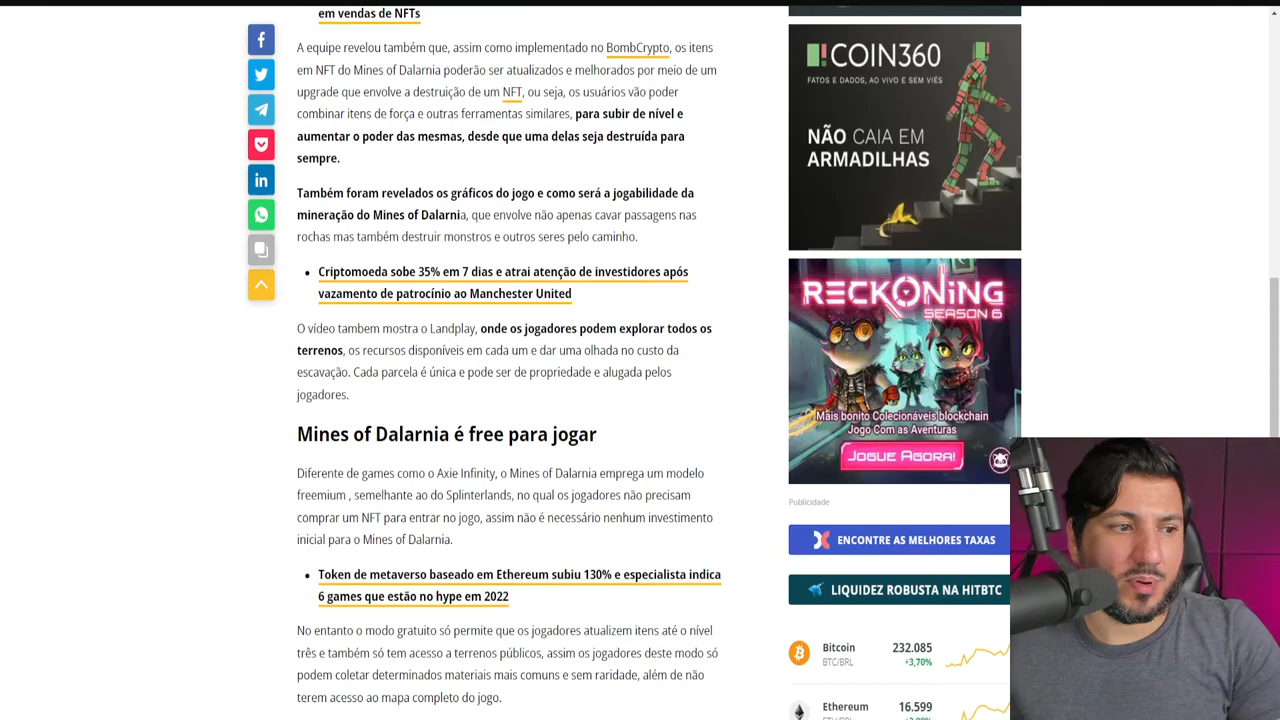 em vendas de NFTs
A equipe revelou também que, assim como implementado no BombCrypto, os itens
em NFT do Mines of Dalarnia poderão ser atualizados e melhorados por meio de um
upgrade que envolve a destruição de um NFT, ou seja, os usuários vão poder
combinar itens de força e outras ferramentas similares, para subir de nível e
aumentar o poder das mesmas, desde que uma delas seja destruída para
sempre.
Também foram revelados os gráficos do jogo e como será a jogabilidade da
mineração do Mines of Dalarnia, que envolve não apenas cavar passagens nas
rochas mas também destruir monstros e outros seres pelo caminho.
Criptomoeda sobe 35% em 7 dias e atrai atenção de investidores após
vazamento de patrocínio ao Manchester United
O vídeo tambem mostra o Landplay, onde os jogadores podem explorar todos os
terrenos, os recursos disponíveis em cada um e dar uma olhada no custo da
escavação. Cada parcela é única e pode ser de propriedade e alugada pelos
jogadores.
Mines of Dalarnia é free para jogar
Diferente de games como o Axie Infinity, o Mines of Dalarnia emprega um modelo
freemium , semelhante ao do Splinterlands, no qual os jogadores não precisam
comprar um NFT para entrar no jogo, assim não é necessário nenhum investimento
inicial para o Mines of Dalarnia.
Token de metaverso baseado em Ethereum subiu 130% e especialista indica
6 games que estão no hype em 2022
No entanto o modo gratuito só permite que os jogadores atualizem itens até o nível
três e também só tem acesso a terrenos públicos, assim os jogadores deste modo só
podem coletar determinados materiais mais comuns e sem raridade, além de não
terem acesso ao mapa completo do jogo.
COIN360
FATOS E DADOS, AO VIVO E SEM VIÉS
NÃO CAIA EM
ARMADILHAS
RECKONING
SEASON 6
Mais bonito Colecionáveis blockchain
Jogo Com as Aventuras
JOGUE AGORA!
Publicidade
ENCONTRE AS MELHORES TAXAS
LIQUIDEZ ROBUSTA NA HITBTC
Bitcoin 232.085
BTC/BRL +3,70%
Ethereum 16.599